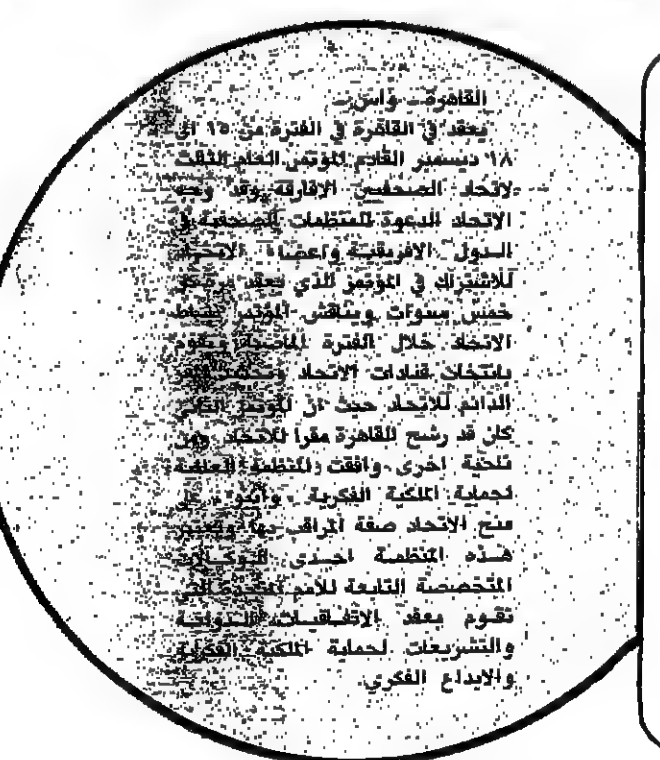 القاهرة ـ واس ـ
يعقد في القاهرة في الفترة من ١٥ الى
١٨ ديسمبر القادم المؤتمر العام الثالث
لاتحاد الصحفيين الافارقة وقد وجه
الاتحاد الدعوة للمنظمات الصحفية في
الدول الافريقية واعضاء الاتحاد
للاشتراك في المؤتمر الذي يعقد مرة كل
خمس سنوات ويناقش المؤتمر نشاط
الاتحاد خلال الفترة الماضية ويقوم
بانتخاب قيادات الاتحاد
الدائم للاتحاد حيث ان المؤتمر الثاني
كان قد رشح القاهرة مقرا للاتحاد ومن
ناحية اخرى وافقت المنظمة العالمية
لحماية الملكية الفكرية على
منح الاتحاد صفة المراقب بها وتعتبر
هذه المنظمة احدى الوكالات
المتخصصة التابعة للامم المتحدة التي
تقوم بعقد الاتفاقيات الدولية
والتشريعات لحماية الملكية الفكرية
والابداع الفكري.